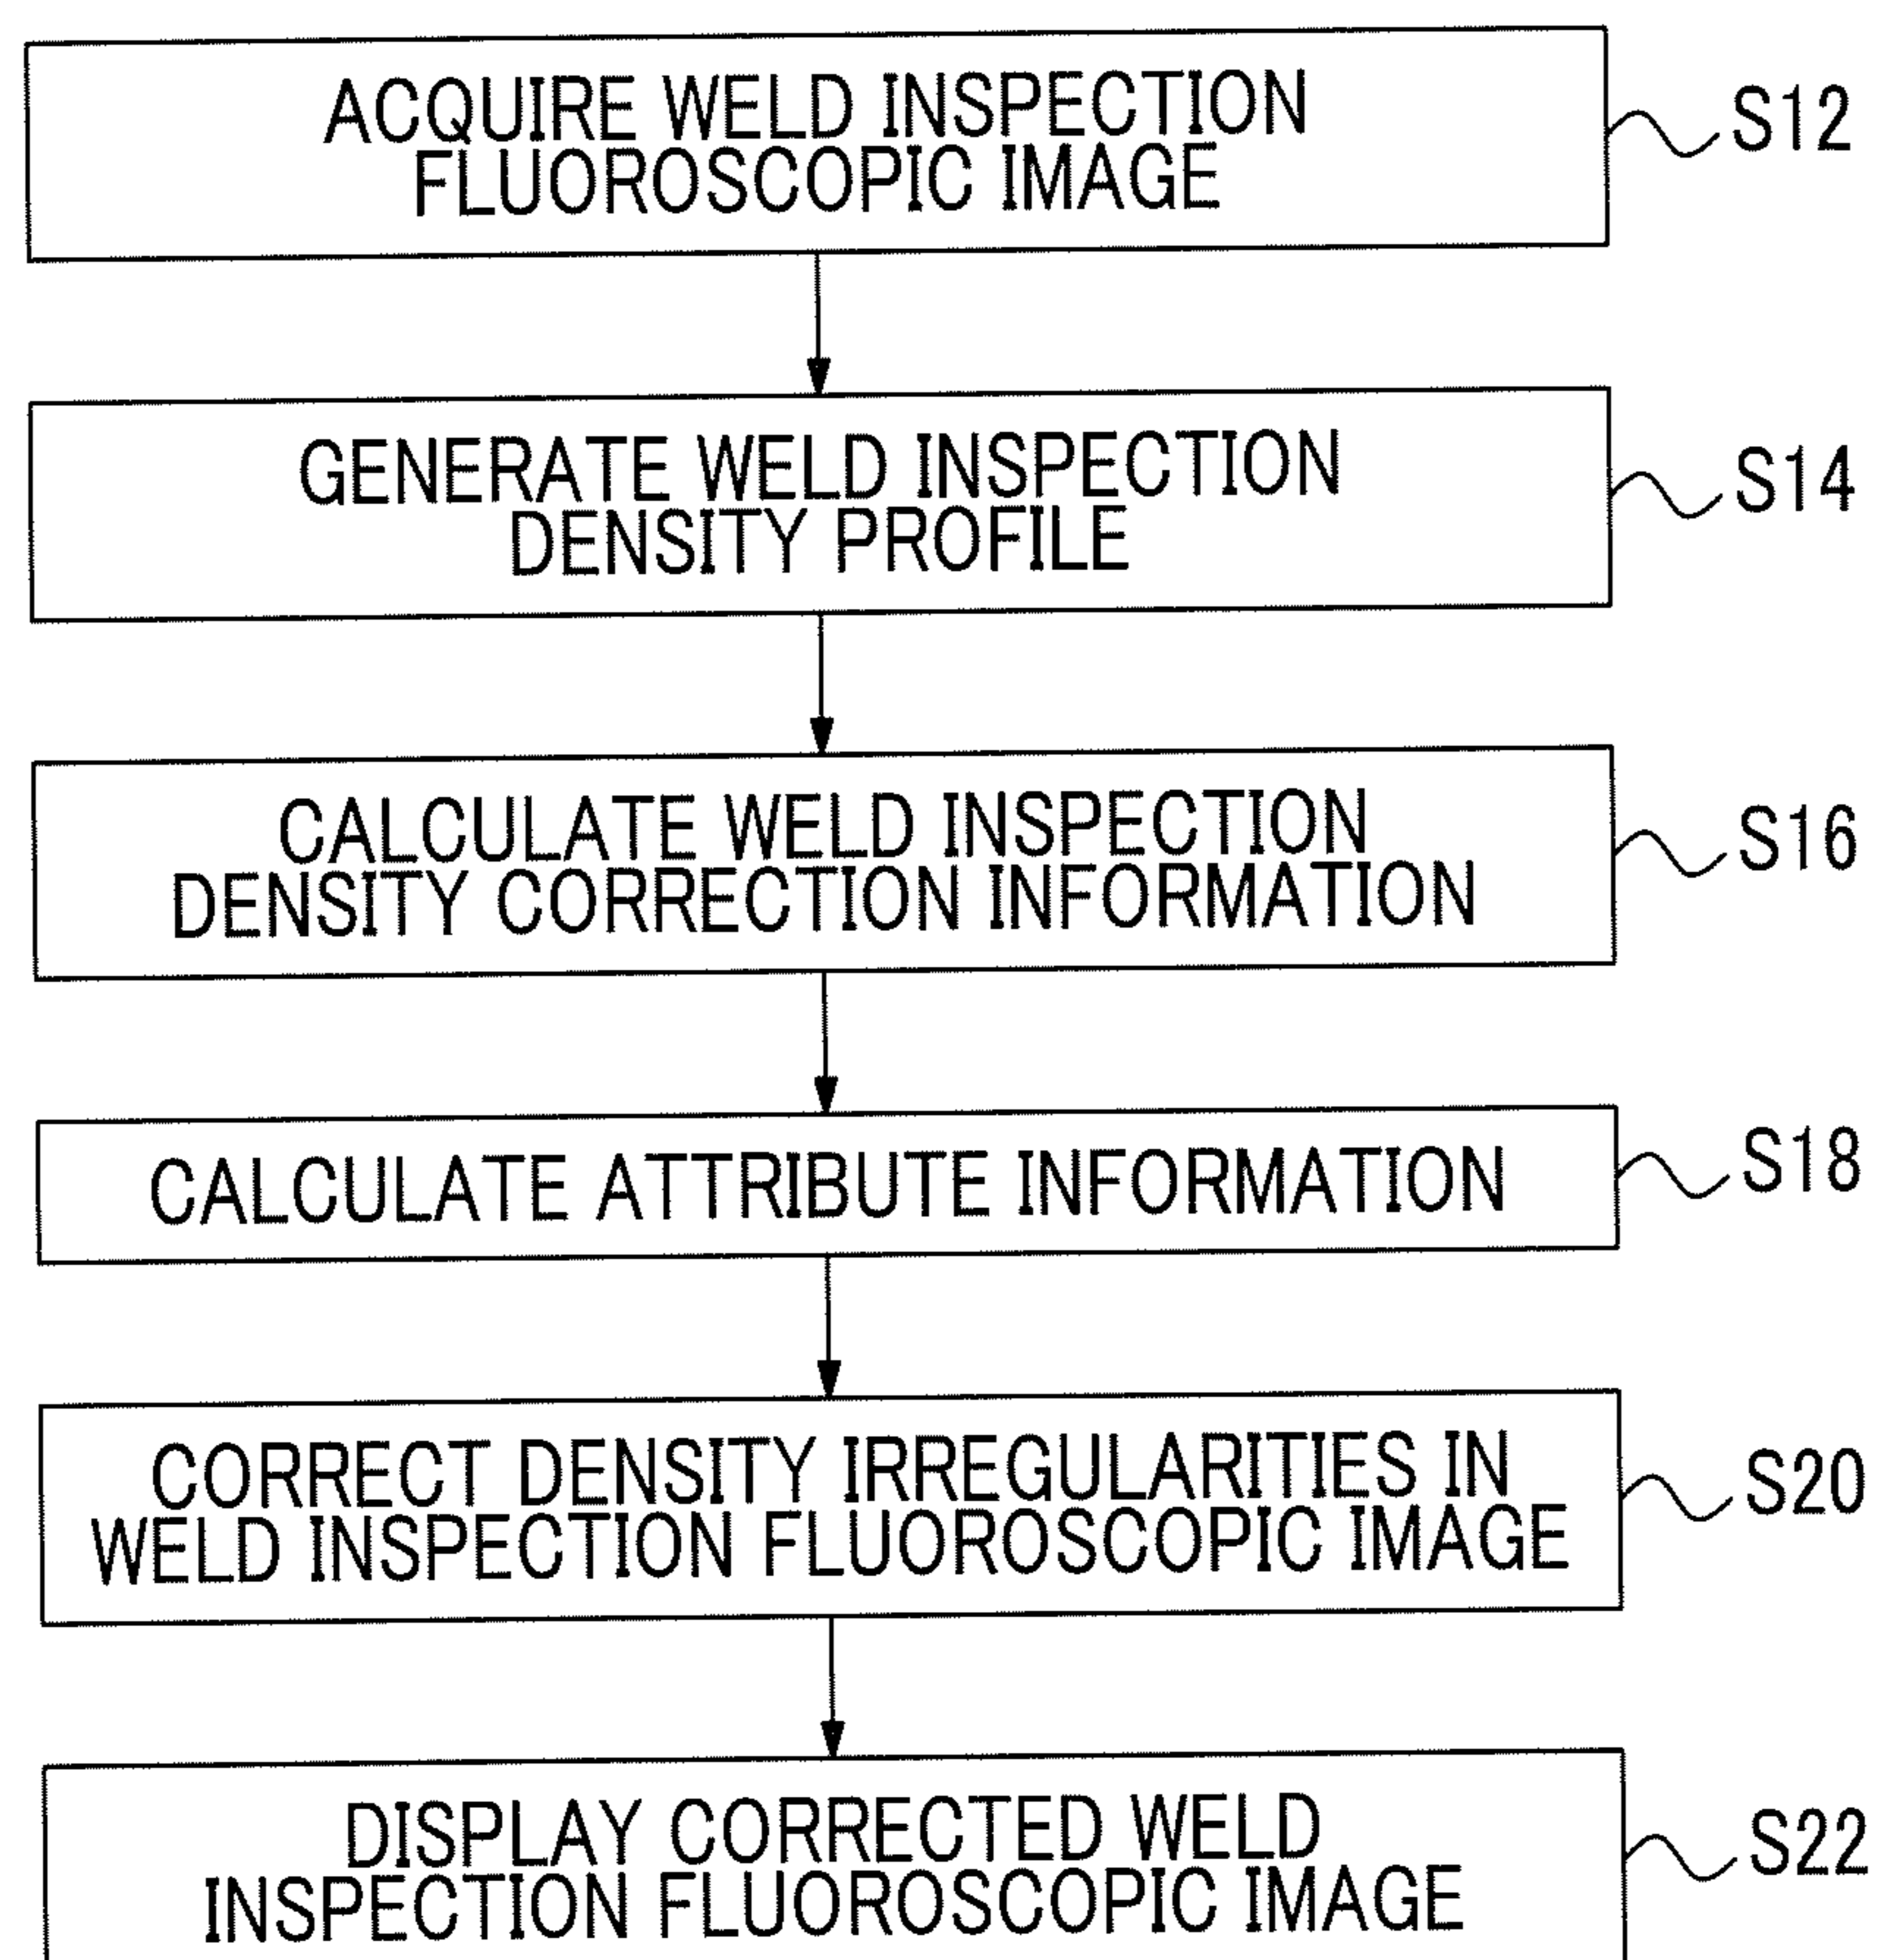 ACQUIRE WELD INSPECTION
FLUOROSCOPIC IMAGE
S12
GENERATE WELD INSPECTION
DENSITY PROFILE
S14
CALCULATE WELD INSPECTION
DENSITY CORRECTION INFORMATION
S16
CALCULATE ATTRIBUTE INFORMATION
S18
CORRECT DENSITY IRREGULARITIES IN
WELD INSPECTION FLUOROSCOPIC IMAGE
S20
DISPLAY CORRECTED WELD
INSPECTION FLUOROSCOPIC IMAGE
S22